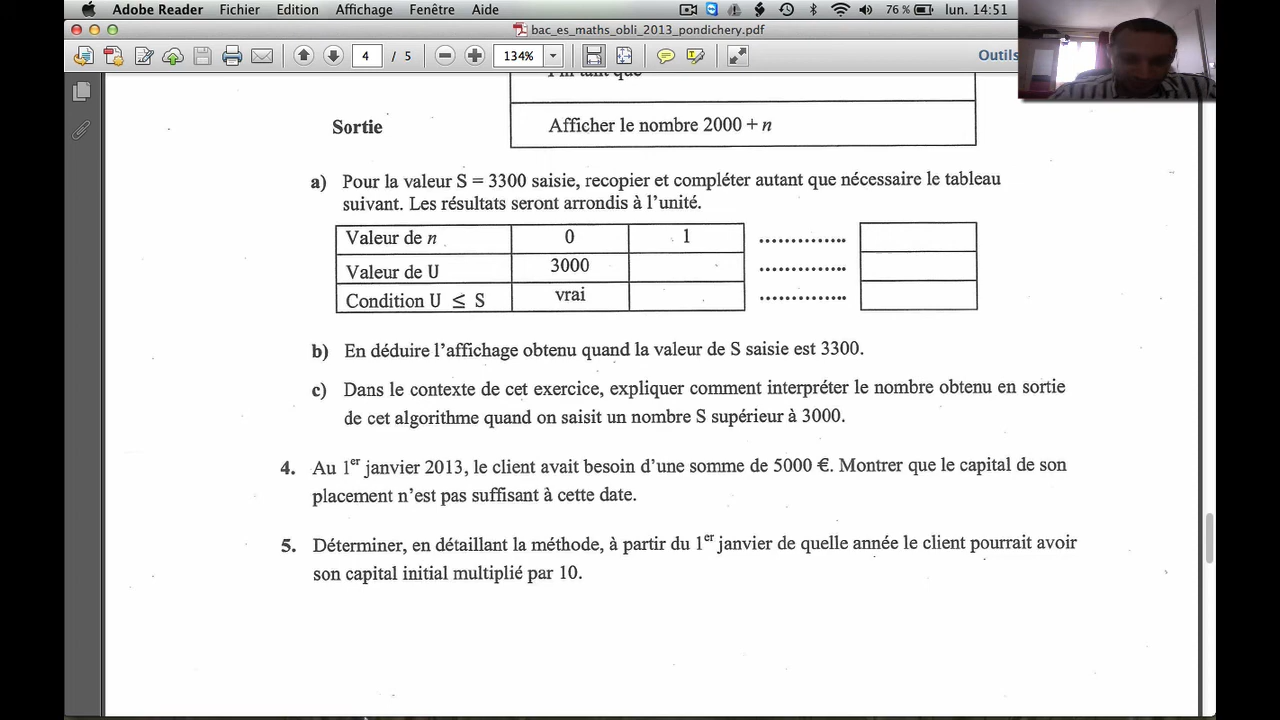 Adobe Reader Fichier Edition Affichage Fenêtre Aide 76 % lun. 14:51
bac_es_maths_obli_2013_pondichery.pdf
4 / 5 134% Outils
Fin tant que
Sortie
Afficher le nombre 2000 + n
a) Pour la valeur S = 3300 saisie, recopier et compléter autant que nécessaire le tableau
suivant. Les résultats seront arrondis à l’unité.
Valeur de n 0 1 ..............
Valeur de U 3000 ..............
Condition U ≤ S vrai ..............
b) En déduire l’affichage obtenu quand la valeur de S saisie est 3300.
c) Dans le contexte de cet exercice, expliquer comment interpréter le nombre obtenu en sortie
de cet algorithme quand on saisit un nombre S supérieur à 3000.
4. Au 1er janvier 2013, le client avait besoin d’une somme de 5000 €. Montrer que le capital de son
placement n’est pas suffisant à cette date.
5. Déterminer, en détaillant la méthode, à partir du 1er janvier de quelle année le client pourrait avoir
son capital initial multiplié par 10.